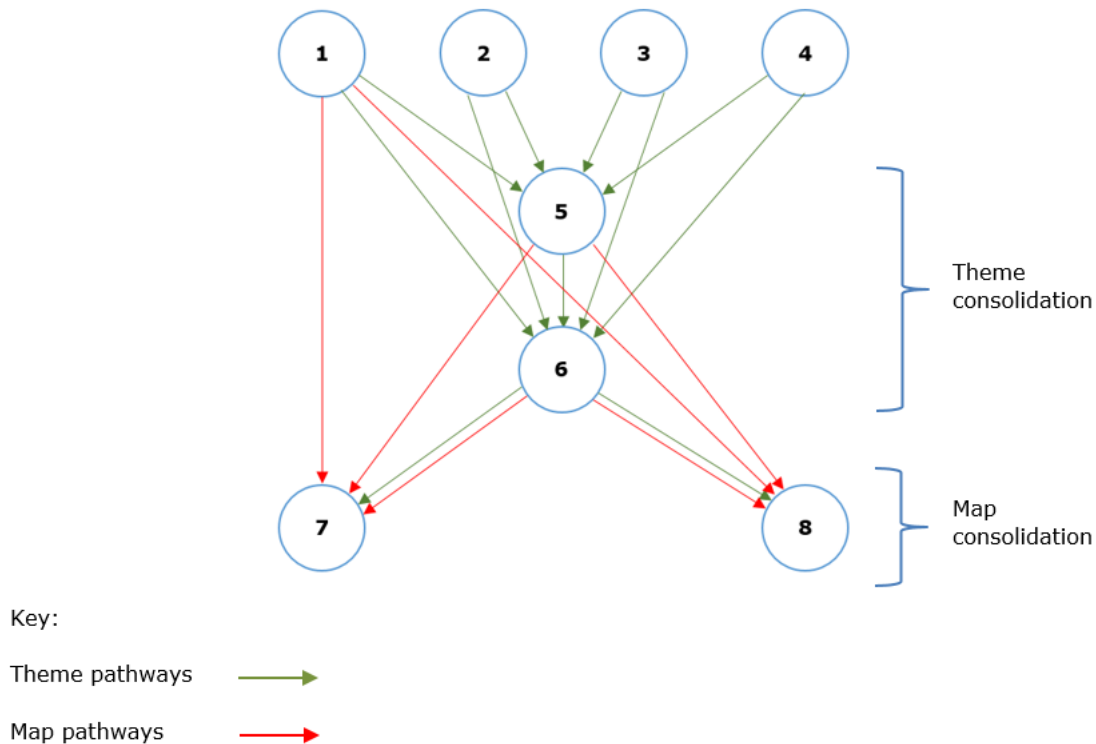 1
2
3
4
5
Theme
consolidation
6
7
8
Map
consolidation
Key:
Theme pathways
Map pathways